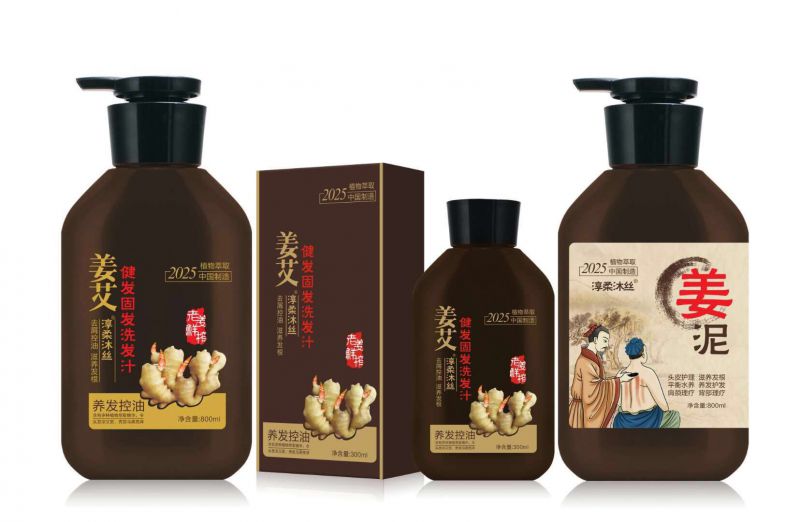 姜艾
健发固发洗发汁
淳柔沐丝
去屑控油 滋养发根
2025
植物萃取
中国制造
老姜鲜榨
养发控油
净含量:800ml
姜艾
健发固发洗发汁
淳柔沐丝
去屑控油 滋养发根
2025
植物萃取
中国制造
老姜鲜榨
养发控油
净含量:300ml
姜艾
健发固发洗发汁
淳柔沐丝
去屑控油 滋养发根
2025
植物萃取
中国制造
老姜鲜榨
养发控油
净含量:300ml
2025
植物萃取
中国制造
淳柔沐丝
姜泥
头皮护理 滋养发根
平衡水养 养发护发
肩颈理疗 背部理疗
净含量:800ml